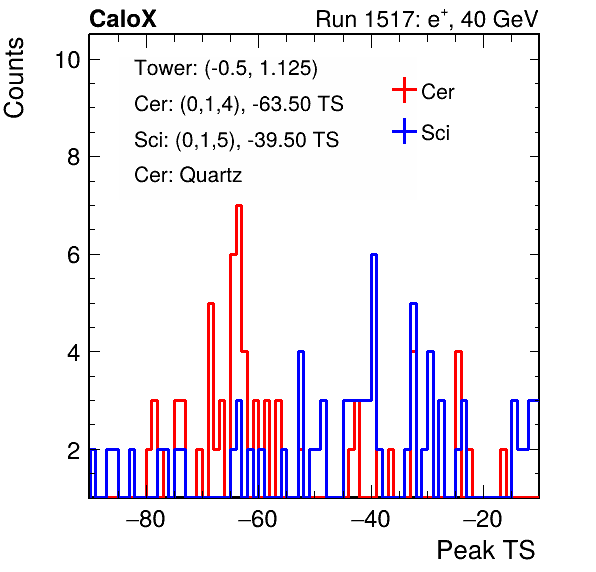 CaloX Run 1517: e⁺, 40 GeV
Counts
10
8
6
4
2
Tower: (-0.5, 1.125)
Cer: (0,1,4), -63.50 TS
Sci: (0,1,5), -39.50 TS
Cer: Quartz
Cer
Sci
−80 −60 −40 −20
Peak TS